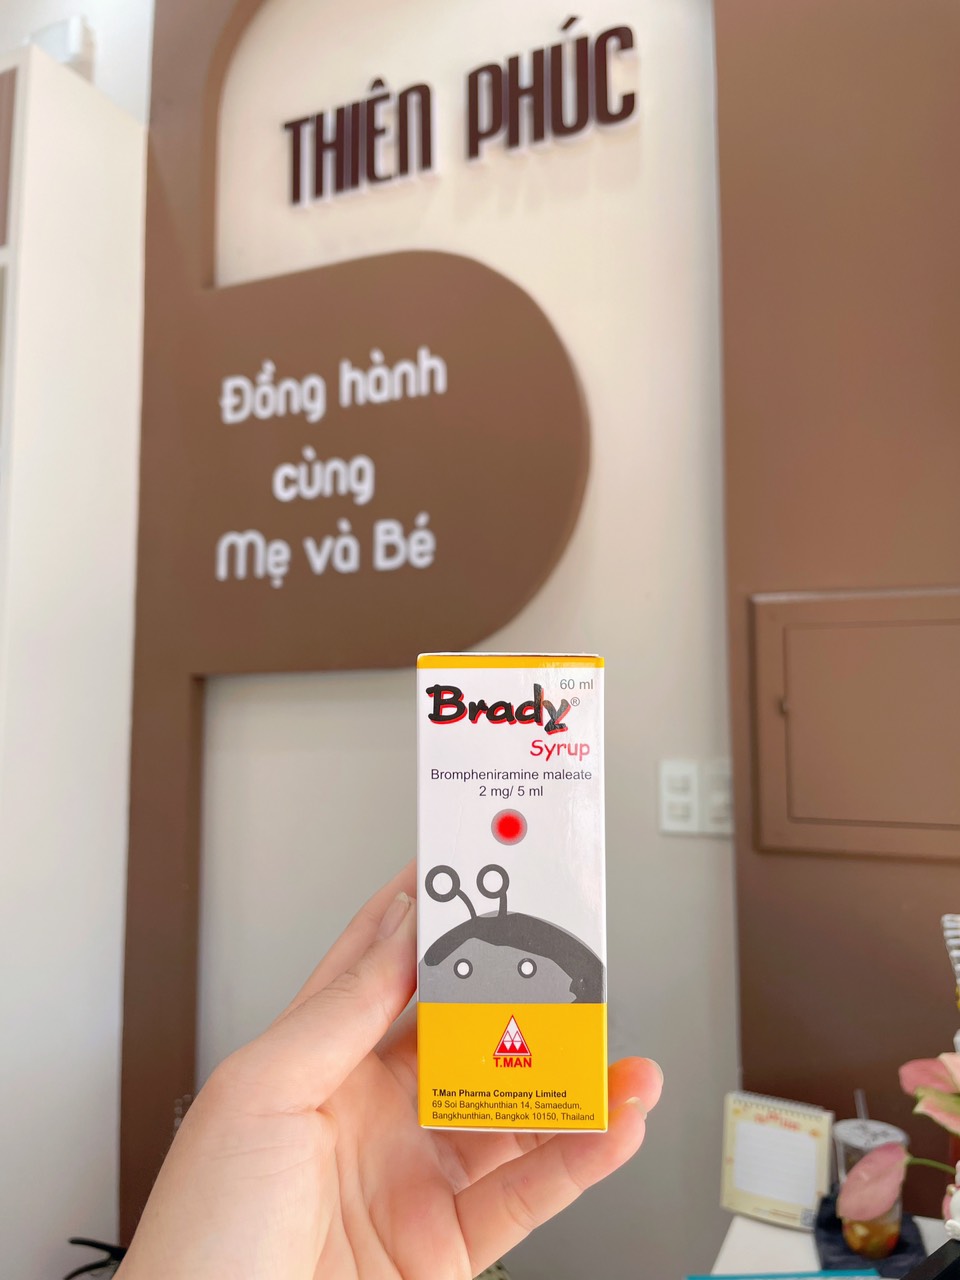 THIÊN PHÚC
Đồng hành
cùng
Mẹ và Bé
60 ml
Brady®
Syrup
Brompheniramine maleate
2 mg/ 5 ml
T.MAN
T.Man Pharma Company Limited
69 Soi Bangkhunthian 14, Samaedum,
Bangkhunthian, Bangkok 10150, Thailand